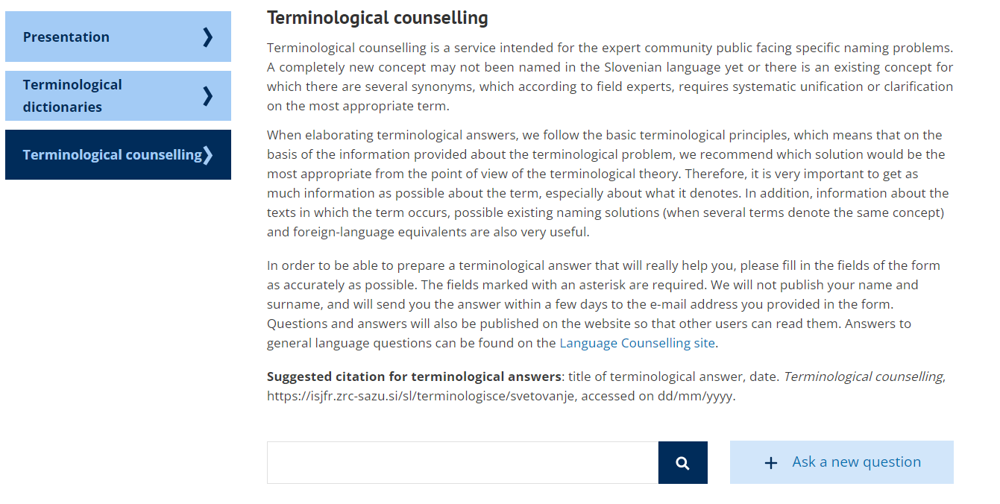 Presentation
Terminological
dictionaries
Terminological counselling
Terminological counselling
Terminological counselling is a service intended for the expert community public facing specific naming problems.
A completely new concept may not been named in the Slovenian language yet or there is an existing concept for
which there are several synonyms, which according to field experts, requires systematic unification or clarification
on the most appropriate term.
When elaborating terminological answers, we follow the basic terminological principles, which means that on the
basis of the information provided about the terminological problem, we recommend which solution would be the
most appropriate from the point of view of the terminological theory. Therefore, it is very important to get as
much information as possible about the term, especially about what it denotes. In addition, information about the
texts in which the term occurs, possible existing naming solutions (when several terms denote the same concept)
and foreign-language equivalents are also very useful.
In order to be able to prepare a terminological answer that will really help you, please fill in the fields of the form
as accurately as possible. The fields marked with an asterisk are required. We will not publish your name and
surname, and will send you the answer within a few days to the e-mail address you provided in the form.
Questions and answers will also be published on the website so that other users can read them. Answers to
general language questions can be found on the Language Counselling site.
Suggested citation for terminological answers: title of terminological answer, date. Terminological counselling,
https://isjfr.zrc-sazu.si/sl/terminologisce/svetovanje, accessed on dd/mm/yyyy.
+ Ask a new question